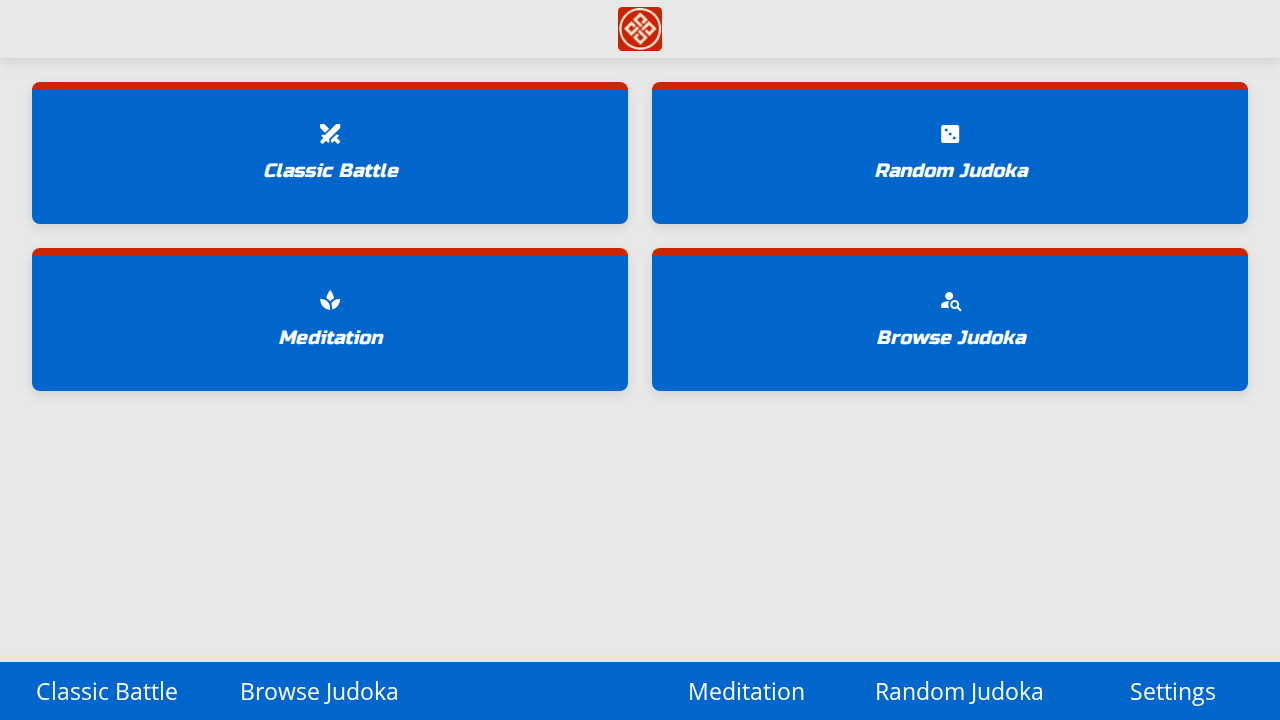 Classic Battle
Random Judoka
Meditation
Browse Judoka
Classic Battle
Browse Judoka
Meditation
Random Judoka
Settings